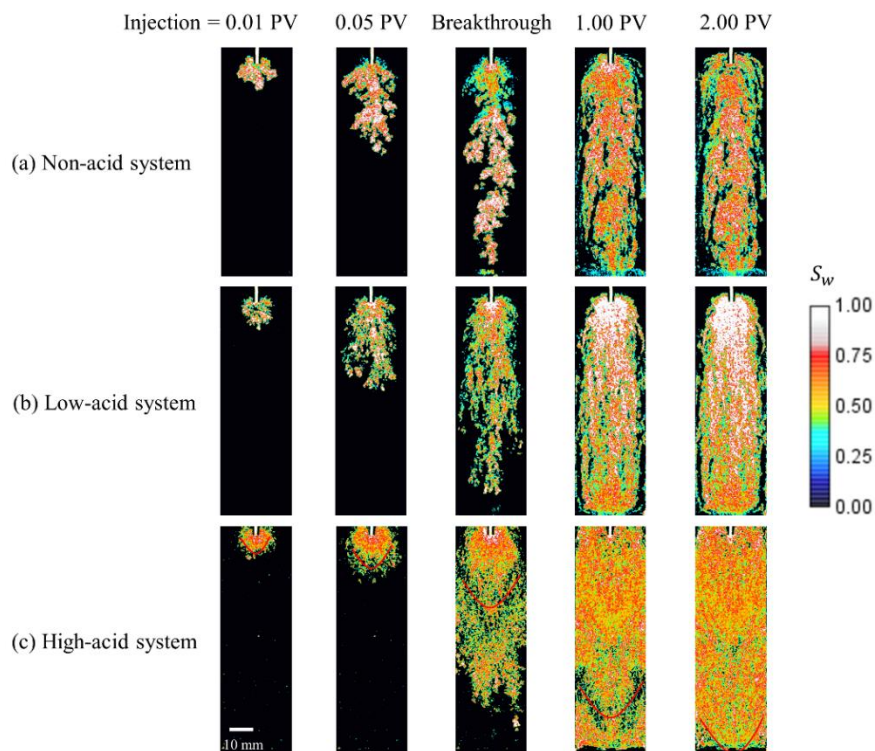 Injection = 0.01 PV 0.05 PV Breakthrough 1.00 PV 2.00 PV
(a) Non-acid system
S_w
1.00
(b) Low-acid system
0.75
0.50
0.25
0.00
(c) High-acid system
10 mm